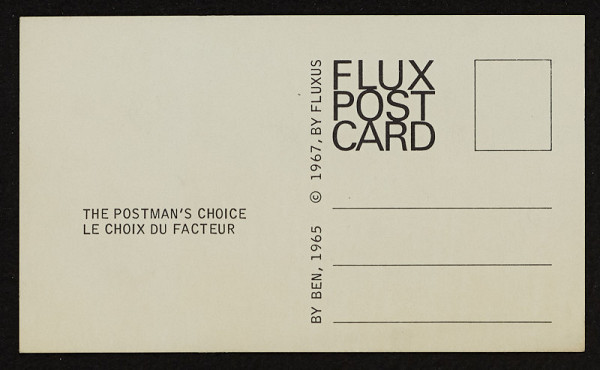 THE POSTMAN'S CHOICE
LE CHOIX DU FACTEUR
BY BEN, 1965 © 1967, BY FLUXUS
FLUX
POST
CARD